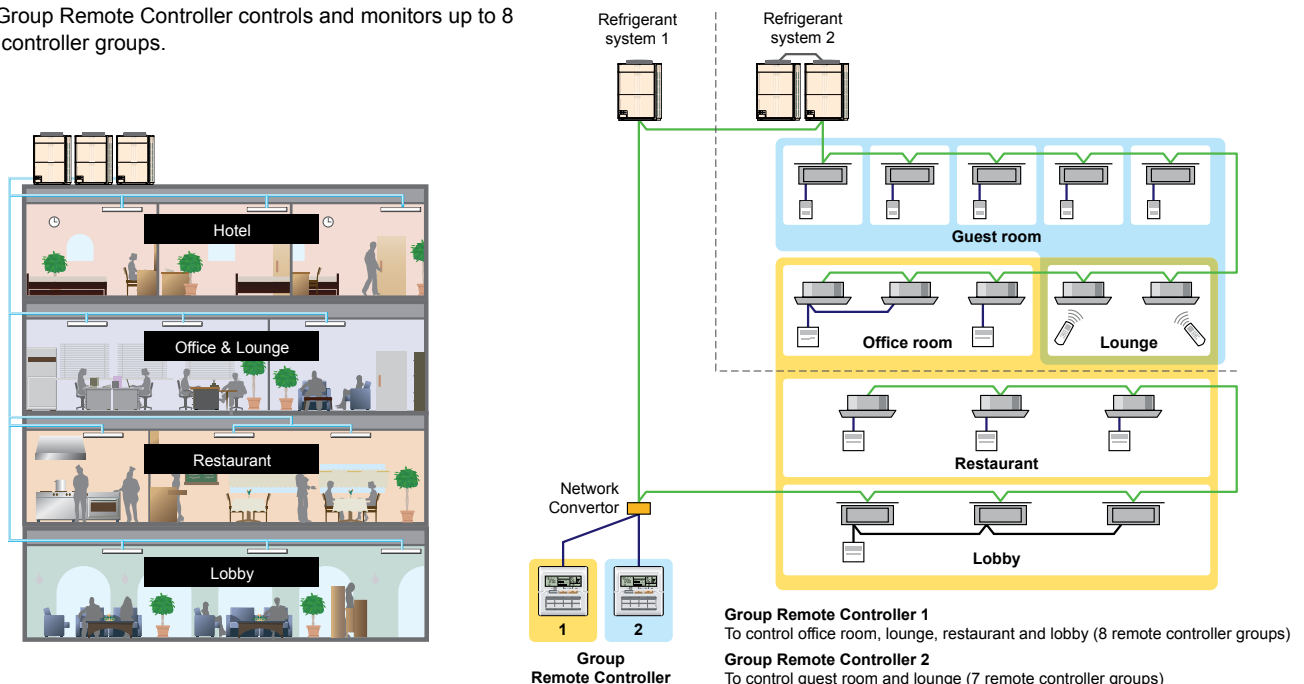 Group Remote Controller controls and monitors up to 8
controller groups.
Hotel
Office & Lounge
Restaurant
Lobby
Refrigerant
system 1
Refrigerant
system 2
Guest room
Office room
Lounge
Restaurant
Lobby
Network
Convertor
1
2
Group
Remote Controller
Group Remote Controller 1
To control office room, lounge, restaurant and lobby (8 remote controller groups)
Group Remote Controller 2
To control guest room and lounge (7 remote controller groups)